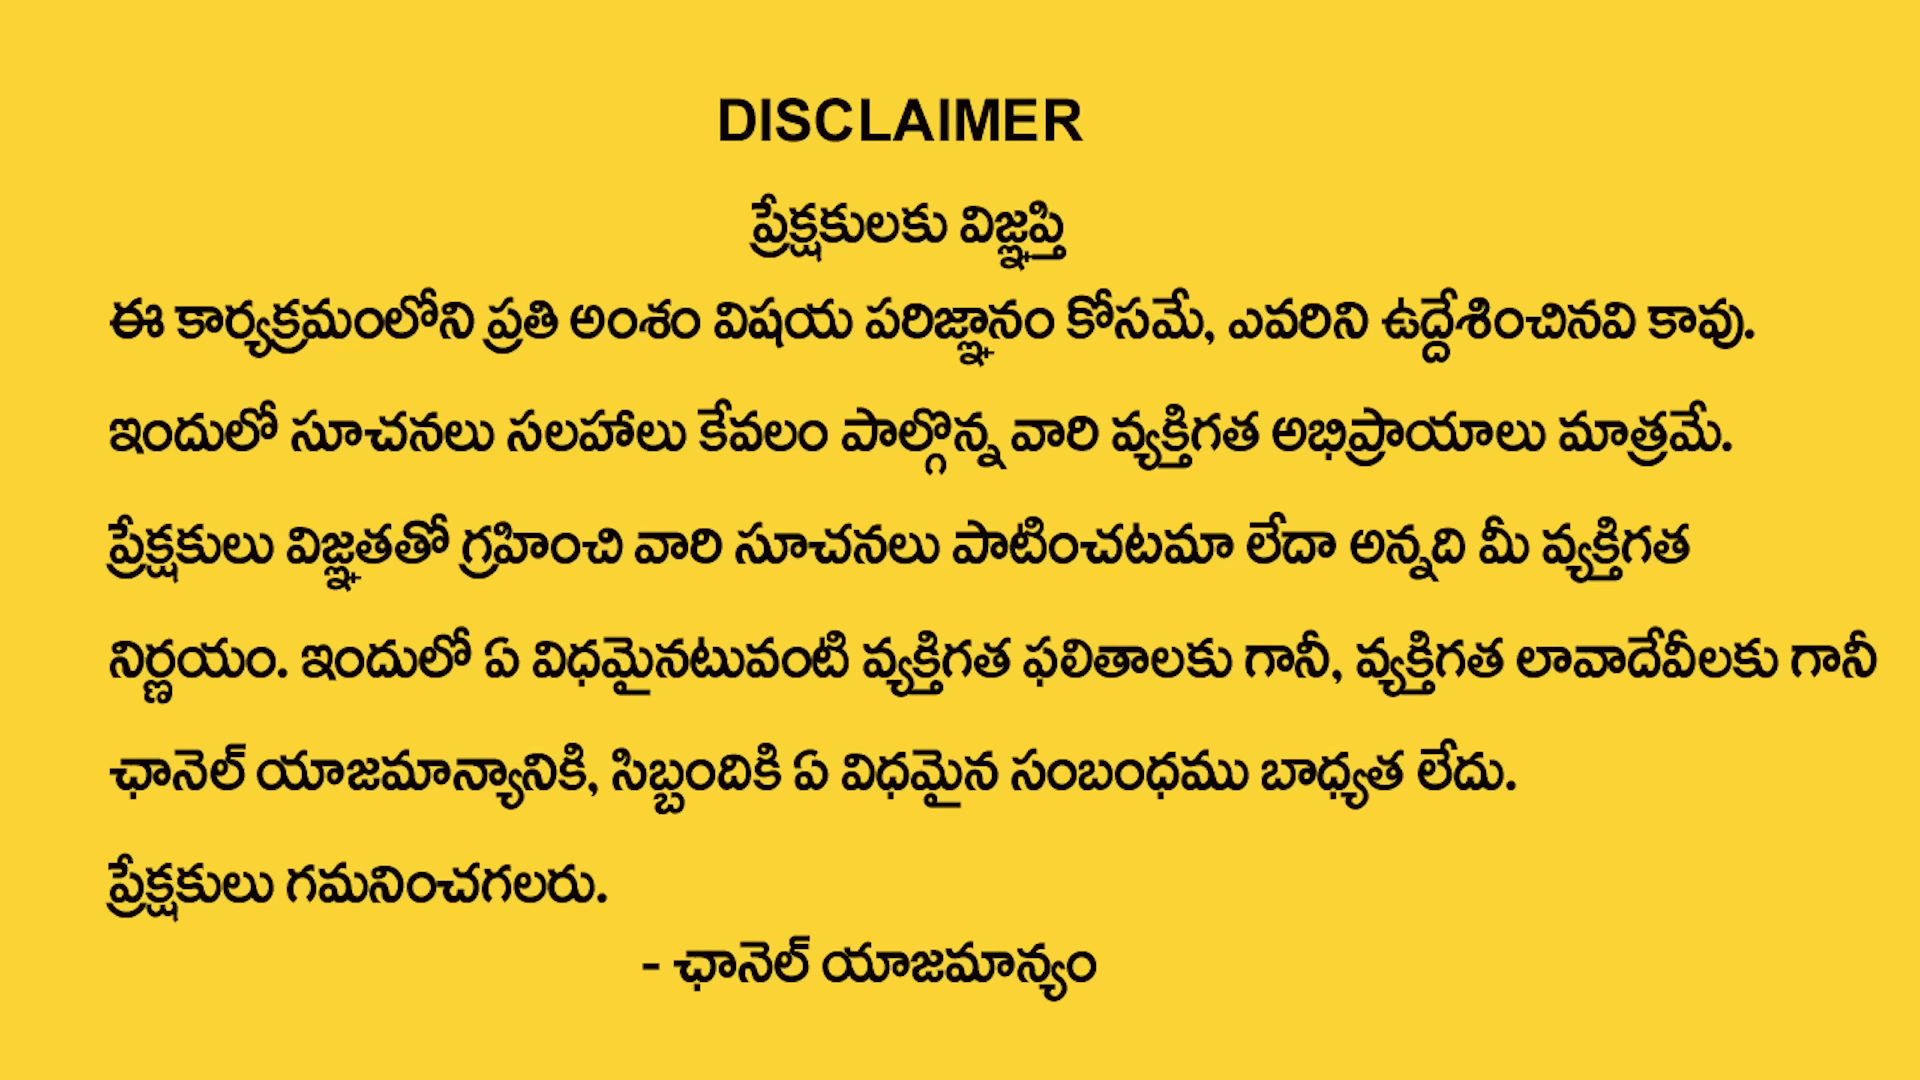 DISCLAIMER
ప్రేక్షకులకు విజ్ఞప్తి
ఈ కార్యక్రమంలోని ప్రతి అంశం విషయ పరిజ్ఞానం కోసమే, ఎవరిని ఉద్దేశించినవి కావు.
ఇందులో సూచనలు సలహాలు కేవలం పాల్గొన్న వారి వ్యక్తిగత అభిప్రాయాలు మాత్రమే.
ప్రేక్షకులు విజ్ఞతతో గ్రహించి వారి సూచనలు పాటించటమా లేదా అన్నది మీ వ్యక్తిగత
నిర్ణయం. ఇందులో ఏ విధమైనటువంటి వ్యక్తిగత ఫలితాలకు గానీ, వ్యక్తిగత లావాదేవీలకు గానీ
ఛానెల్ యాజమాన్యానికి, సిబ్బందికి ఏ విధమైన సంబంధము బాధ్యత లేదు.
ప్రేక్షకులు గమనించగలరు.
- ఛానెల్ యాజమాన్యం